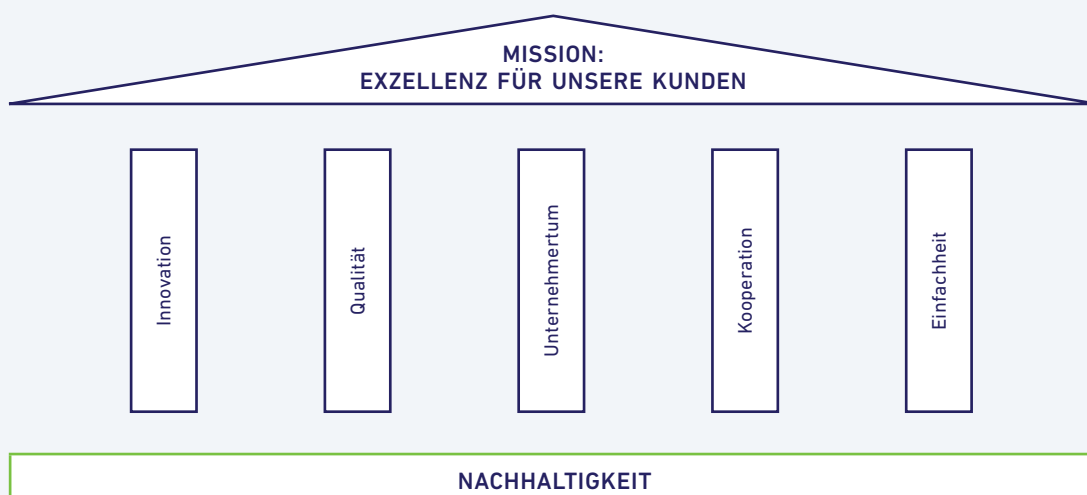 MISSION:
EXZELLENZ FÜR UNSERE KUNDEN
Innovation
Qualität
Unternehmertum
Kooperation
Einfachheit
NACHHALTIGKEIT